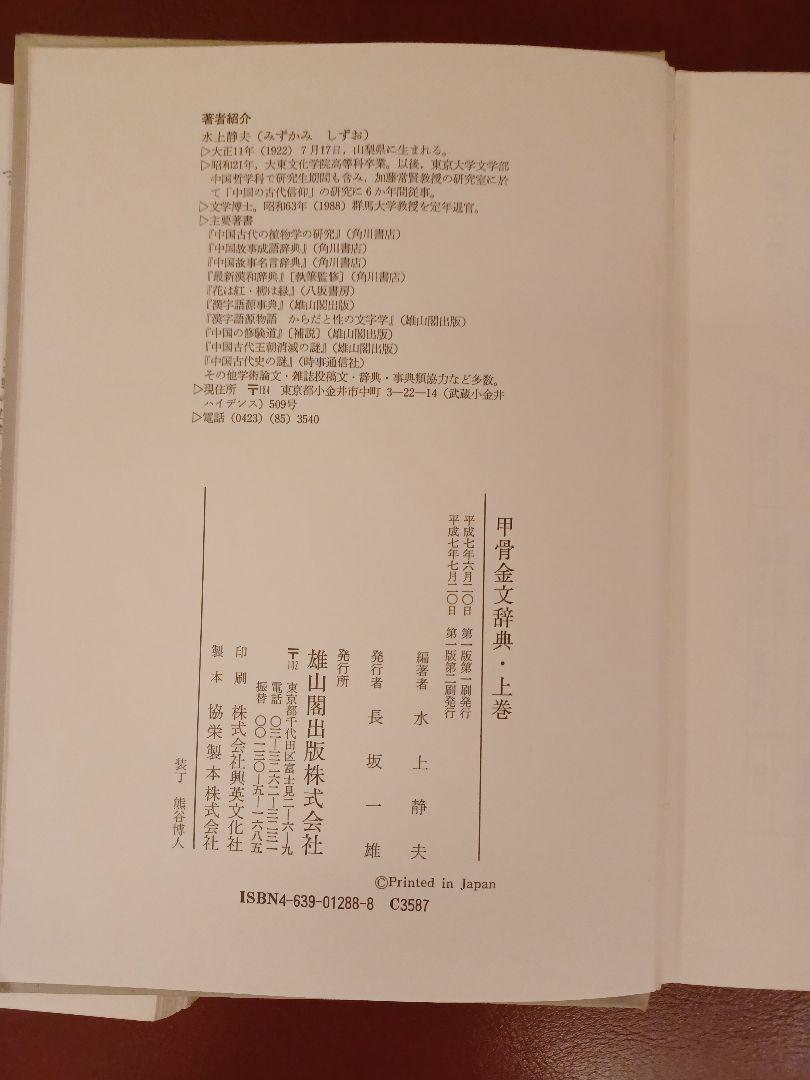 著者紹介
水上静夫（みずかみ　しずお）
▷大正11年（1922）7月17日，山梨県に生まれる。
▷昭和21年，大東文化学院高等科卒業。以後，東京大学文学部
中国哲学科で研究生期間も含み，加藤常賢教授の研究室に於
て「中国の古代信仰」の研究に6か年間従事。
▷文学博士。昭和63年（1988）群馬大学教授を定年退官。
▷主要著書
『中国古代の植物学の研究』（角川書店）
『中国故事成語辞典』（角川書店）
『中国故事名言辞典』（角川書店）
『最新漢和辞典』［執筆監修］（角川書店）
『花は紅・柳は緑』（八坂書房）
『漢字語源事典』（雄山閣出版）
『漢字語源物語　からだと性の文字学』（雄山閣出版）
『中国の修験道』［補説］（雄山閣出版）
『中国古代王朝消滅の謎』（雄山閣出版）
『中国古代史の謎』（時事通信社）
その他学術論文・雑誌投稿文・辞典・事典類協力など多数。
▷現住所　〒184　東京都小金井市中町3―22―14（武蔵小金井
ハイデンス）509号
▷電話（0423）（85）3540
甲骨金文辞典・上巻
平成七年六月二〇日　第一版第一刷発行
平成七年七月二〇日　第一版第二刷発行
編著者　水上静夫
発行者　長坂一雄
発行所
雄山閣出版株式会社
〒102　東京都千代田区富士見二―六―九
電話　〇三―三二六二―三二三一
振替　〇〇一三〇―五―一六八五
印刷　株式会社興英文化社
製本　協栄製本株式会社
装丁　熊谷博人
©Printed in Japan
ISBN4-639-01288-8　C3587